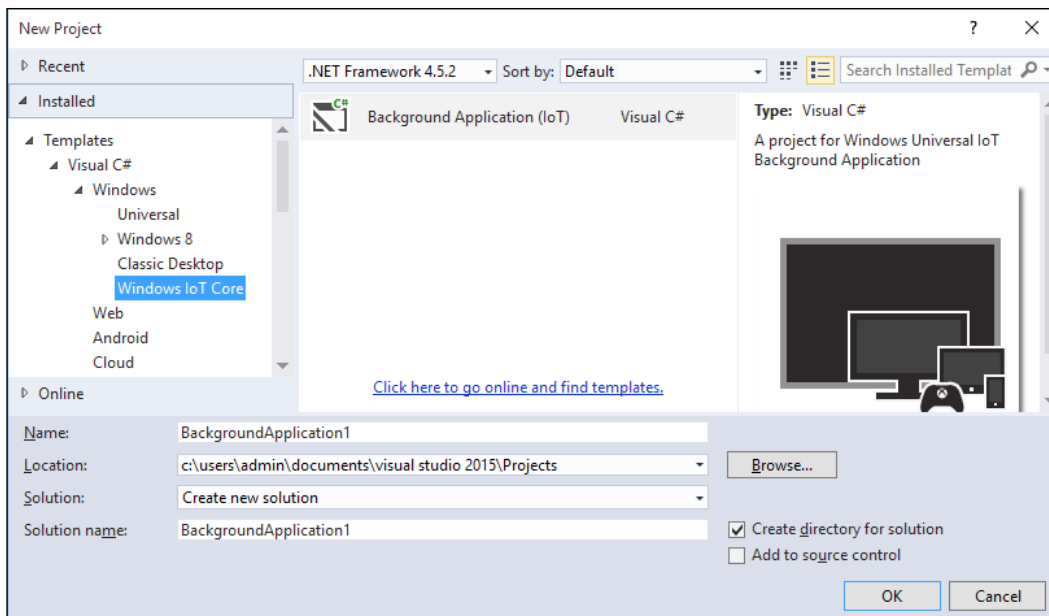 New Project
Recent
Installed
Templates
Visual C#
Windows
Universal
Windows 8
Classic Desktop
Windows IoT Core
Web
Android
Cloud
Online
.NET Framework 4.5.2 Sort by: Default Search Installed Templat
C# Background Application (IoT) Visual C#
Click here to go online and find templates.
Type: Visual C#
A project for Windows Universal IoT
Background Application
Name: BackgroundApplication1
Location: c:\users\admin\documents\visual studio 2015\Projects Browse...
Solution: Create new solution
Solution name: BackgroundApplication1
Create directory for solution
Add to source control
OK Cancel